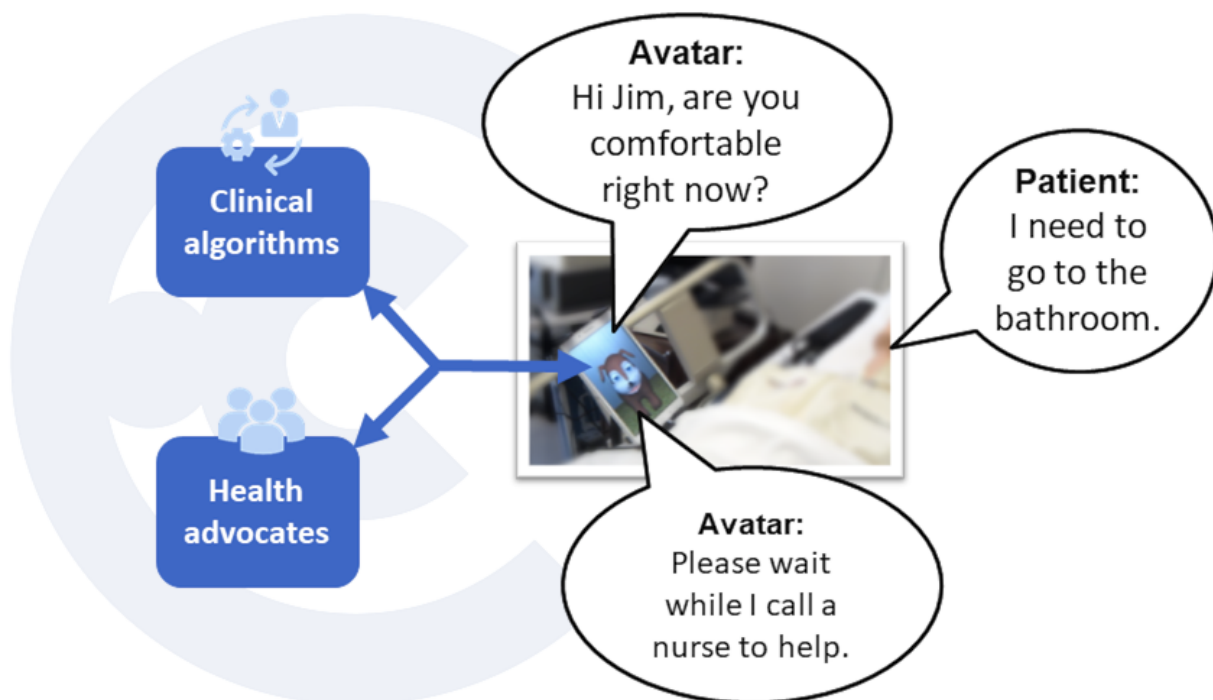 Avatar:
Hi Jim, are you
comfortable
right now?
Patient:
I need to
go to the
bathroom.
Clinical
algorithms
Health
advocates
Avatar:
Please wait
while I call a
nurse to help.